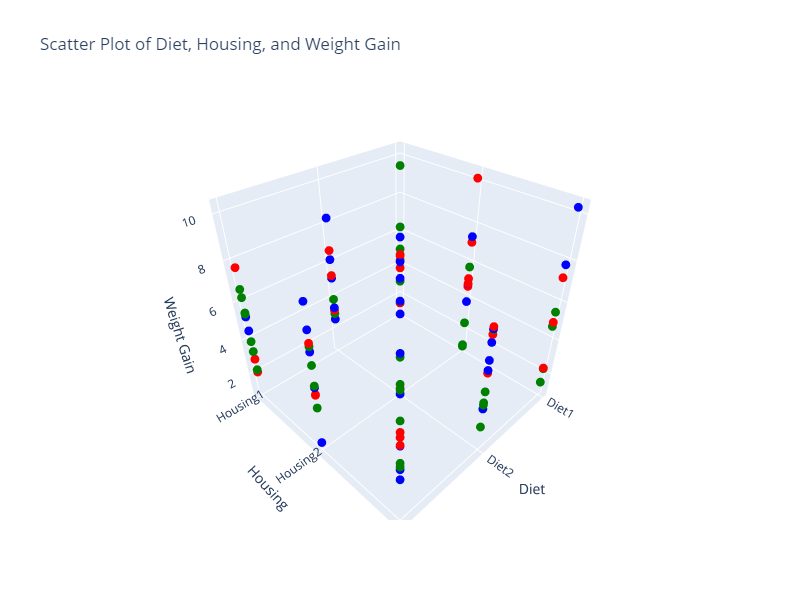 Scatter Plot of Diet, Housing, and Weight Gain
10
8
6
4
2
Weight Gain
Housing1
Housing2
Housing
Diet1
Diet2
Diet